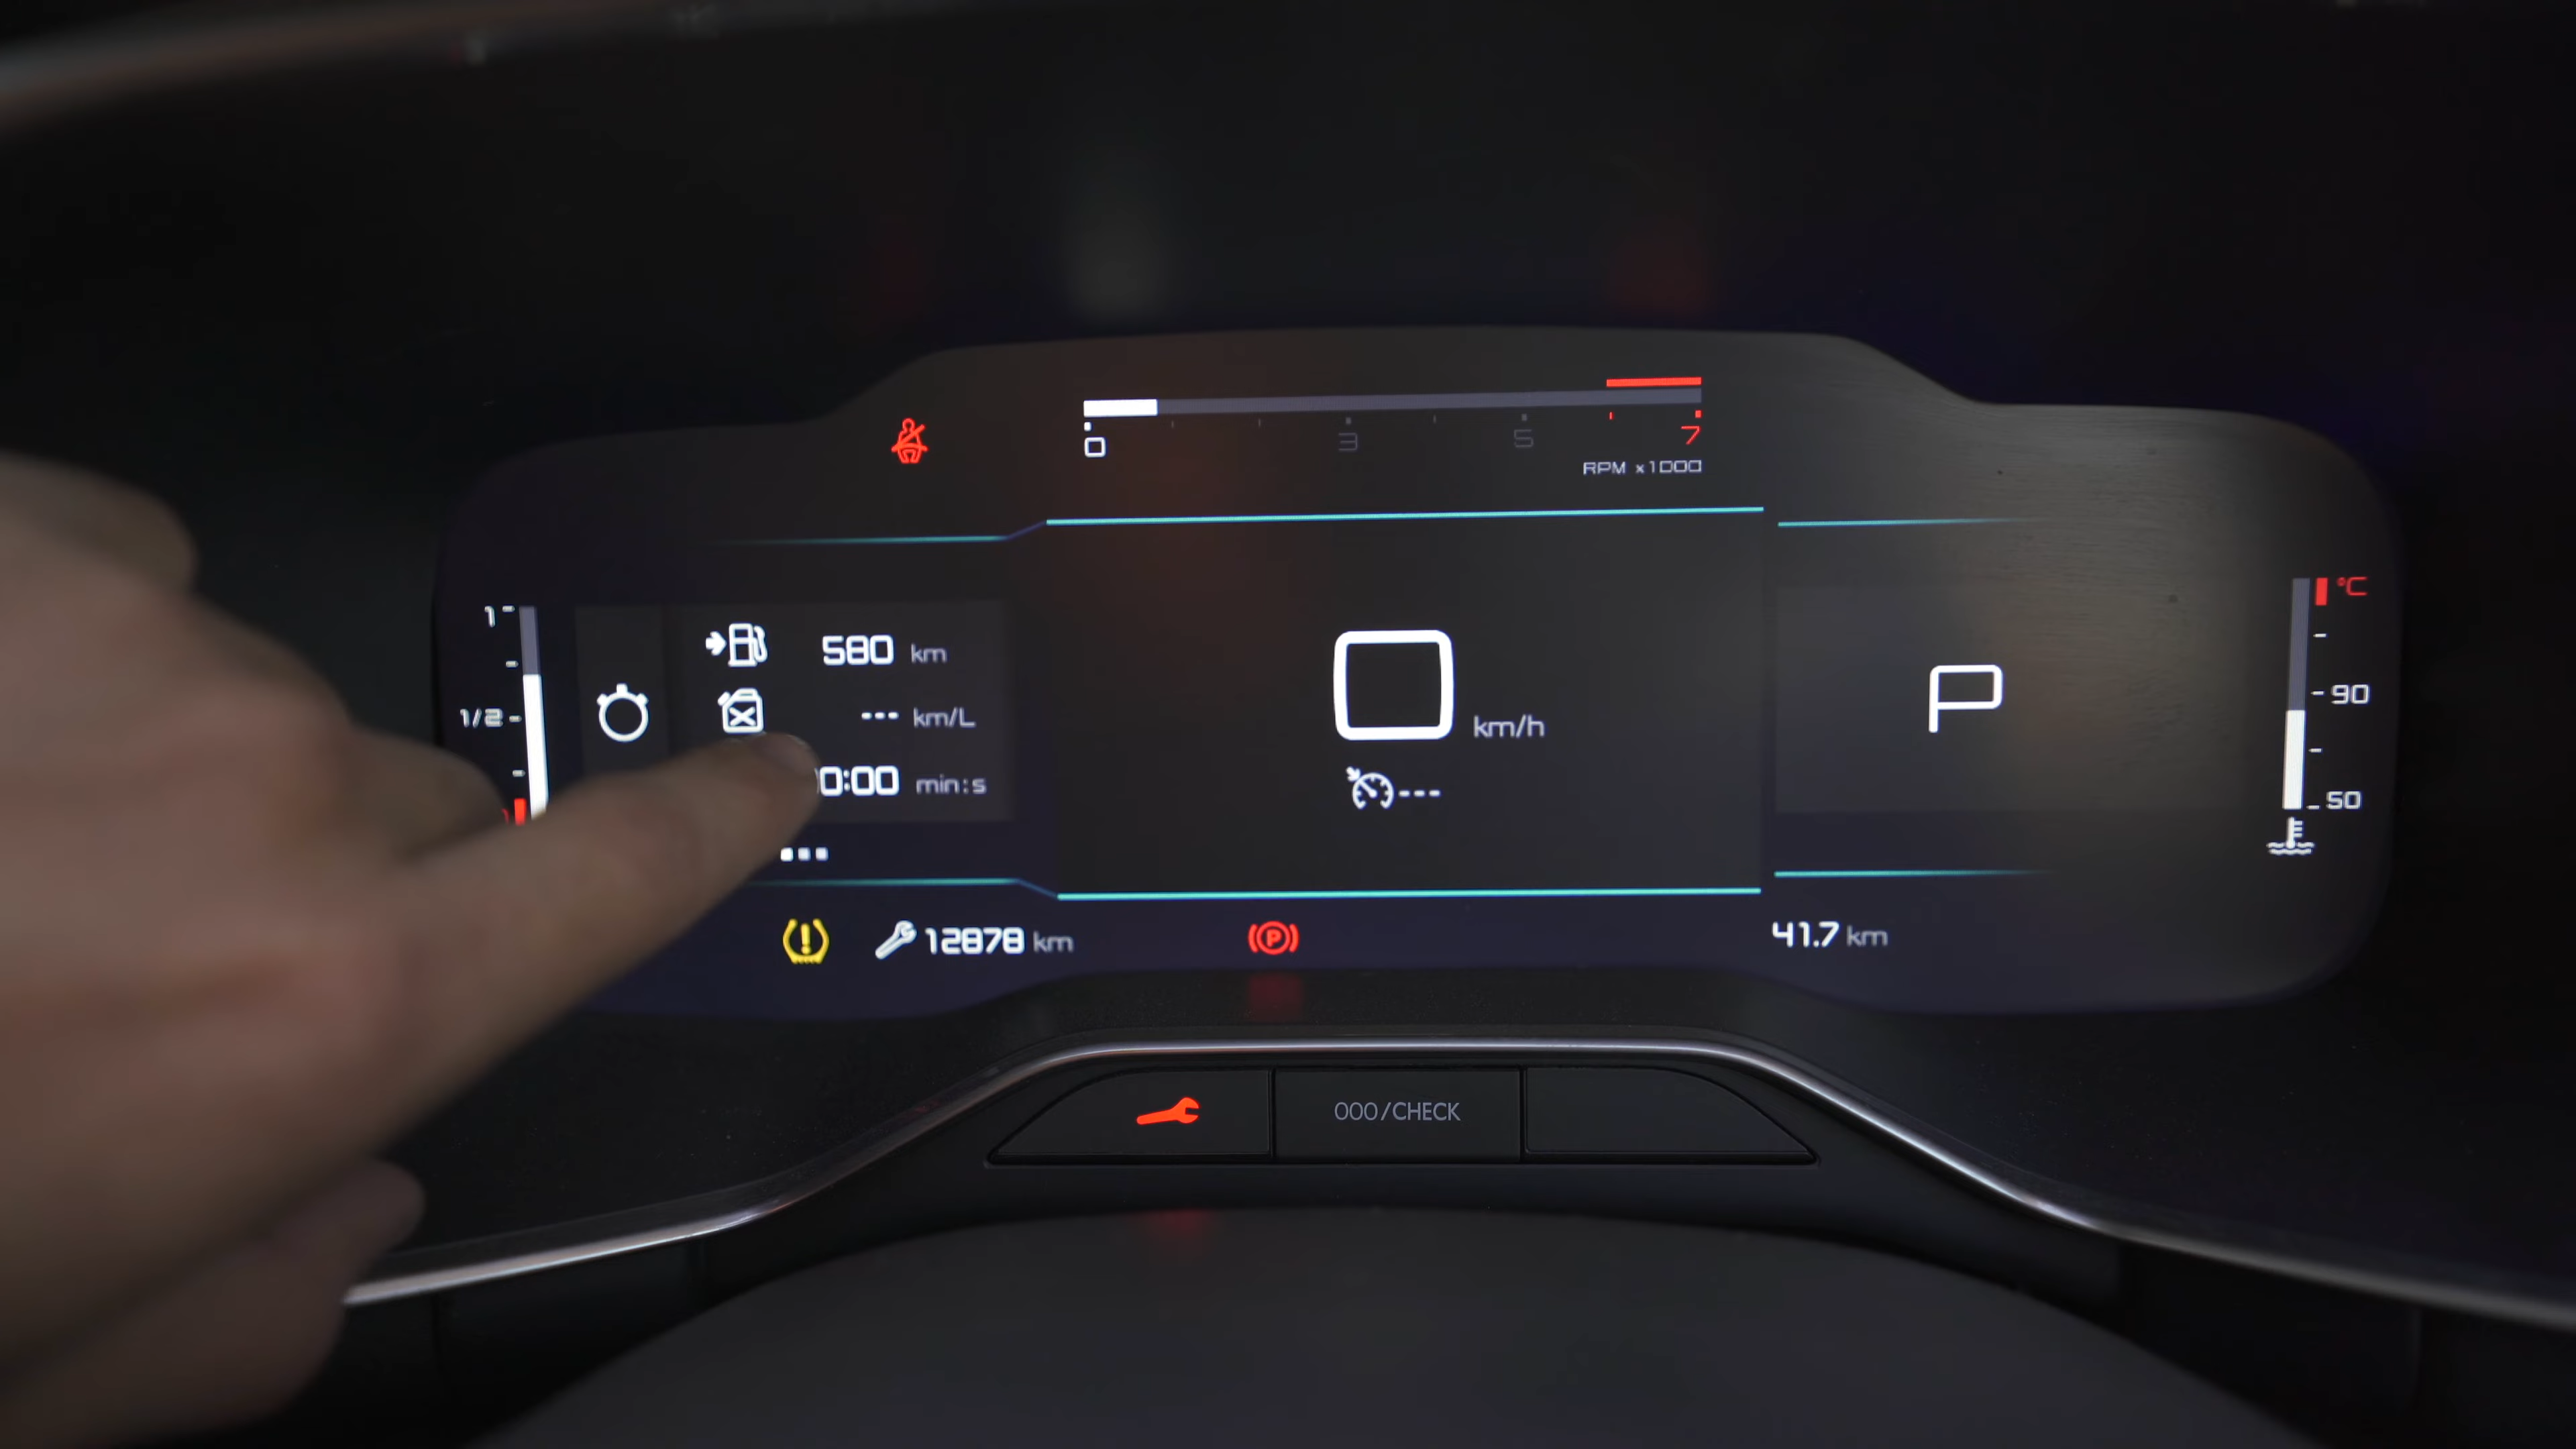 0 3 5 7
RPM x1000
1
1/2
580 km
--- km/L
0:00 min:s
0 km/h
---
P
°C
90
50
12878 km
P
41.7 km
000/CHECK